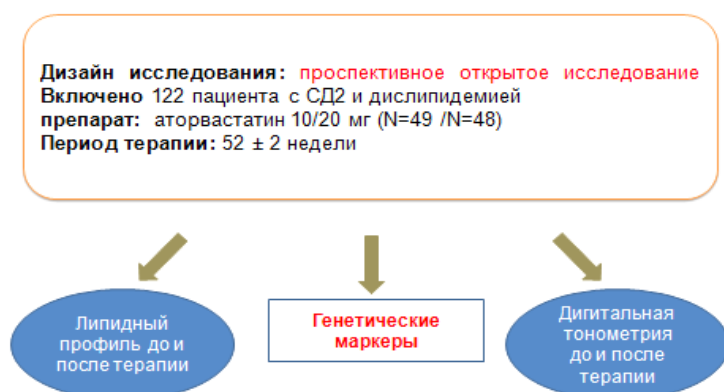 Дизайн исследования: проспективное открытое исследование
Включено 122 пациента с СД2 и дислипидемией
препарат: аторвастатин 10/20 мг (N=49 /N=48)
Период терапии: 52 ± 2 недели
Липидный
профиль до и
после терапии
Генетические
маркеры
Дигитальная
тонометрия
до и после
терапии